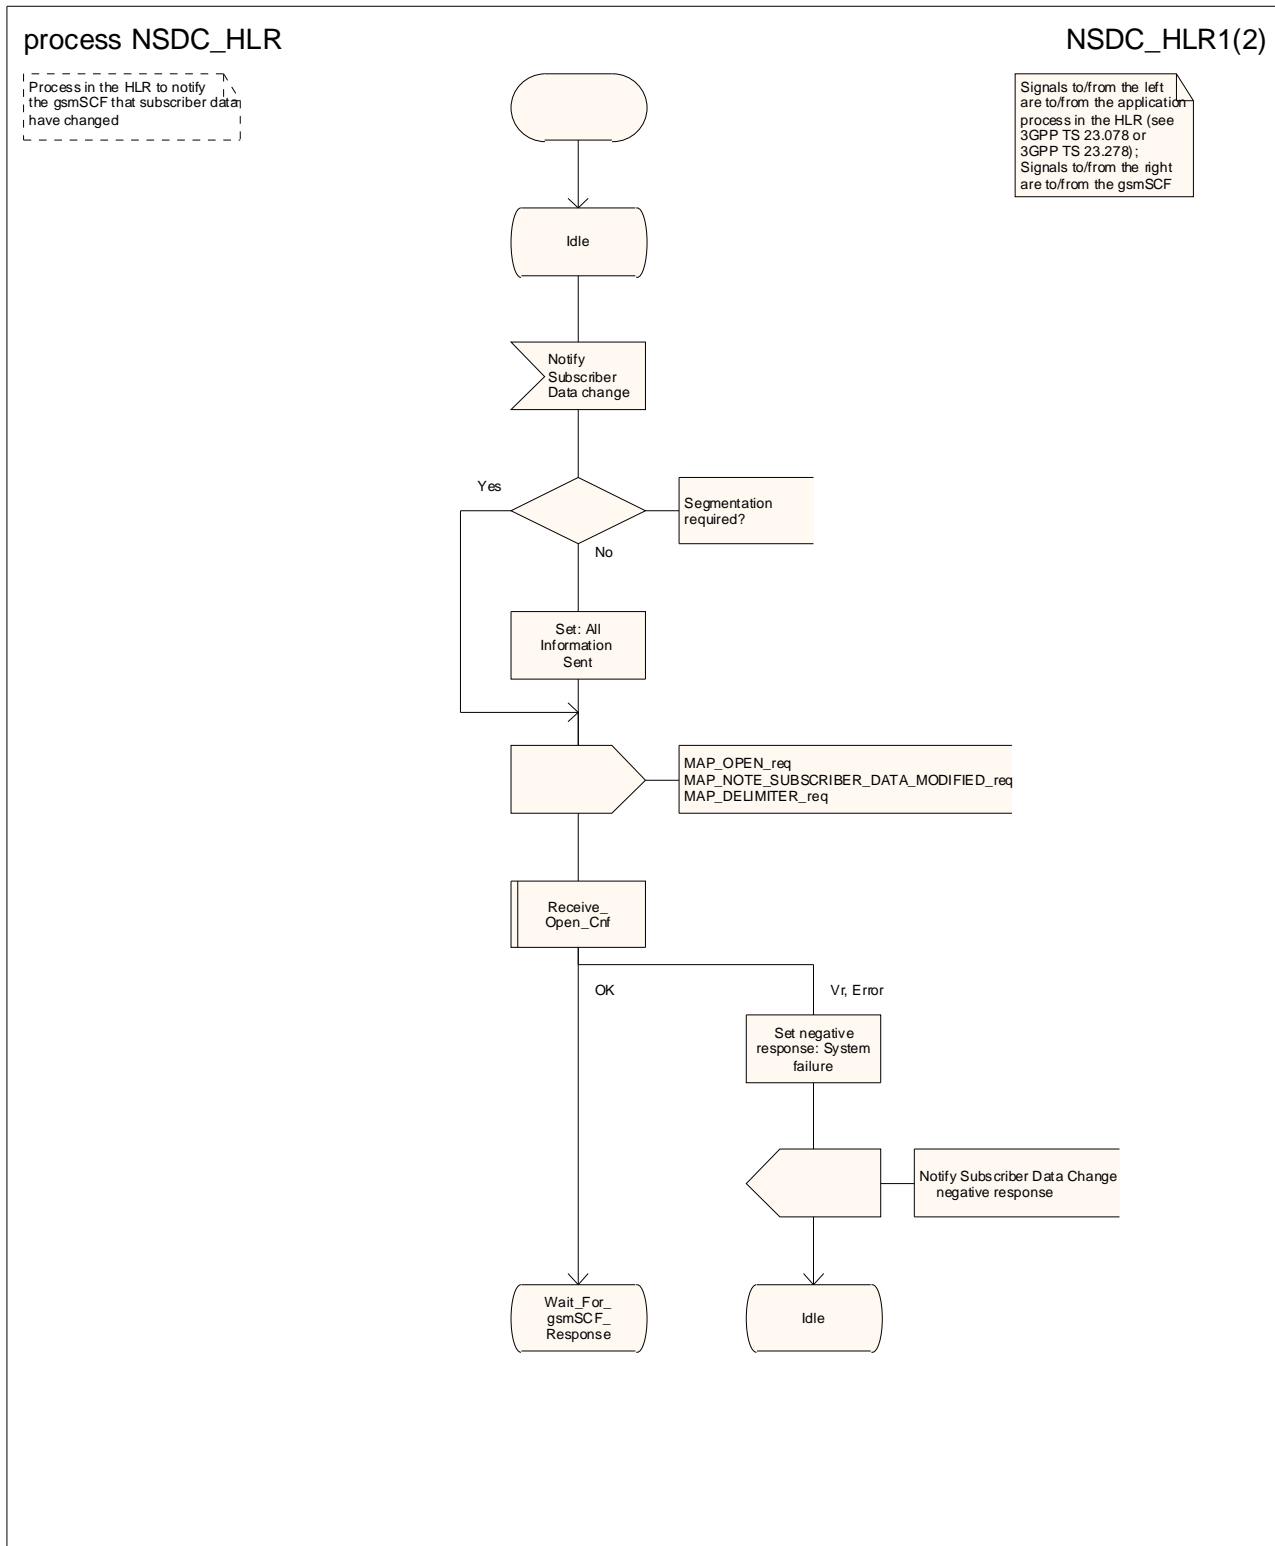 process NSDC_HLR
NSDC_HLR1(2)
Process in the HLR to notify
the gsmSCF that subscriber data
have changed
Signals to/from the left
are to/from the application
process in the HLR (see
3GPP TS 23.078 or
3GPP TS 23.278);
Signals to/from the right
are to/from the gsmSCF
Idle
Notify
Subscriber
Data change
Yes
Segmentation
required?
No
Set: All
Information
Sent
MAP_OPEN_req
MAP_NOTE_SUBSCRIBER_DATA_MODIFIED_req
MAP_DELIMITER_req
Receive_
Open_Cnf
OK
Vr, Error
Set negative
response: System
failure
Notify Subscriber Data Change
negative response
Wait_For_
gsmSCF_
Response
Idle